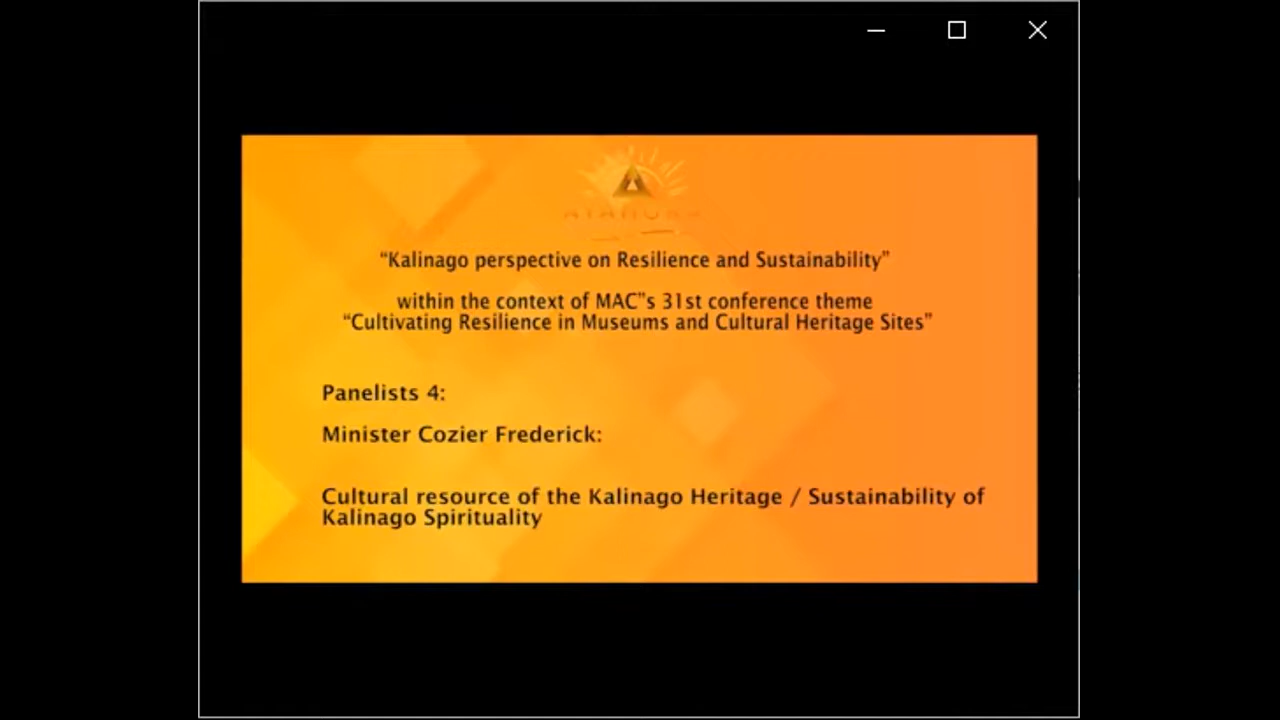 “Kalinago perspective on Resilience and Sustainability”
within the context of MAC"s 31st conference theme
“Cultivating Resilience in Museums and Cultural Heritage Sites”
Panelists 4:
Minister Cozier Frederick:
Cultural resource of the Kalinago Heritage / Sustainability of
Kalinago Spirituality